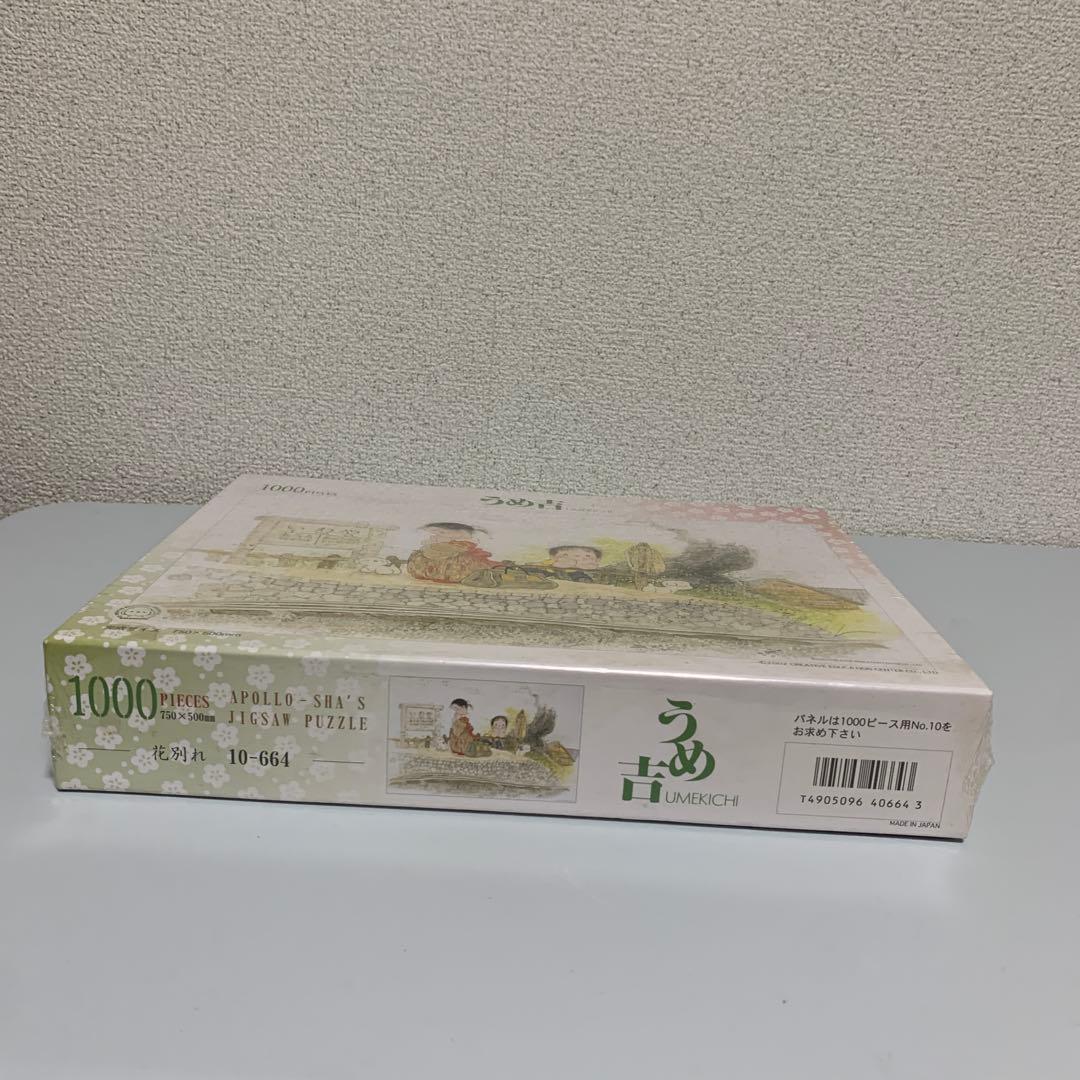 1000 PIECES
うめ吉
750×500mm
1000 PIECES
750×500mm
APOLLO-SHA'S
JIGSAW PUZZLE
花別れ 10-664
うめ吉
UMEKICHI
パネルは1000ピース用No.10を
お求め下さい
T4905096 40664 3
MADE IN JAPAN